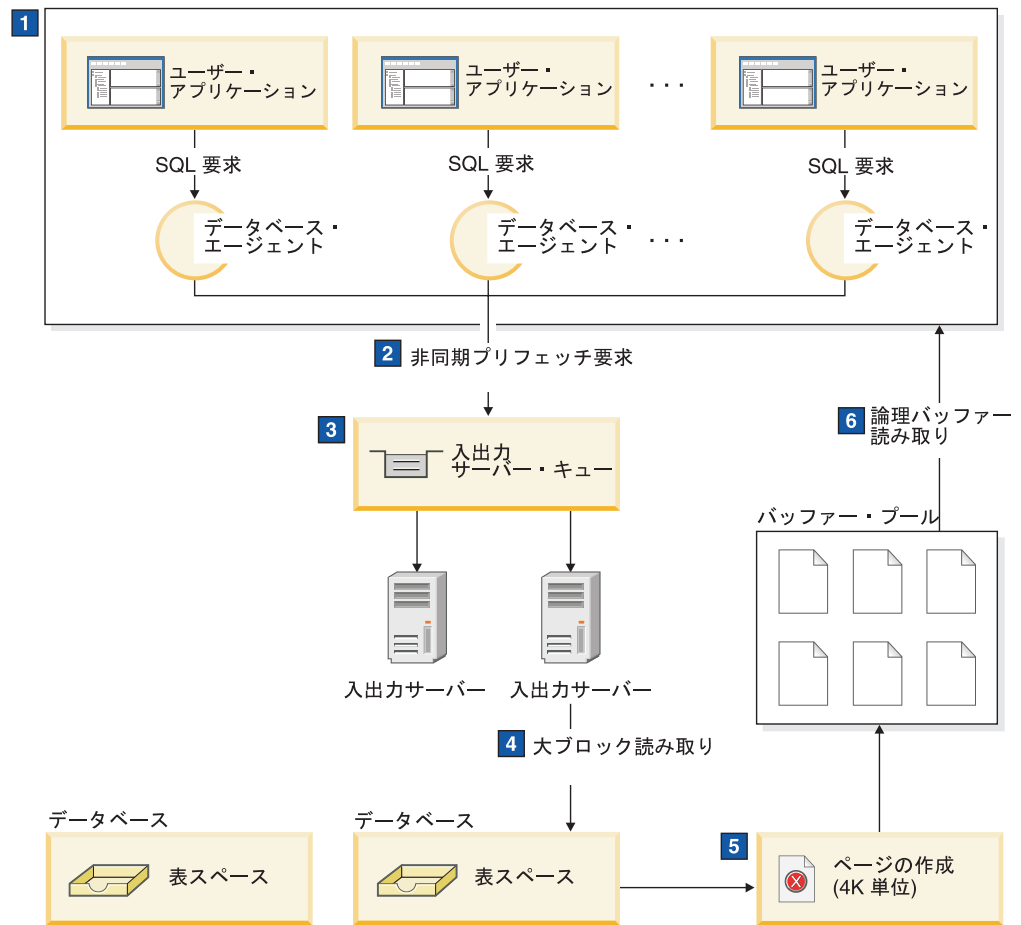 1
ユーザー・
アプリケーション
ユーザー・
アプリケーション
. . .
ユーザー・
アプリケーション
SQL 要求
SQL 要求
SQL 要求
データベース・
エージェント
データベース・
エージェント
. . .
データベース・
エージェント
2 非同期プリフェッチ要求
3
入出力
サーバー・キュー
6 論理バッファー
読み取り
バッファー・プール
入出力サーバー
入出力サーバー
4 大ブロック読み取り
データベース
表スペース
データベース
表スペース
5
ページの作成
(4K 単位)